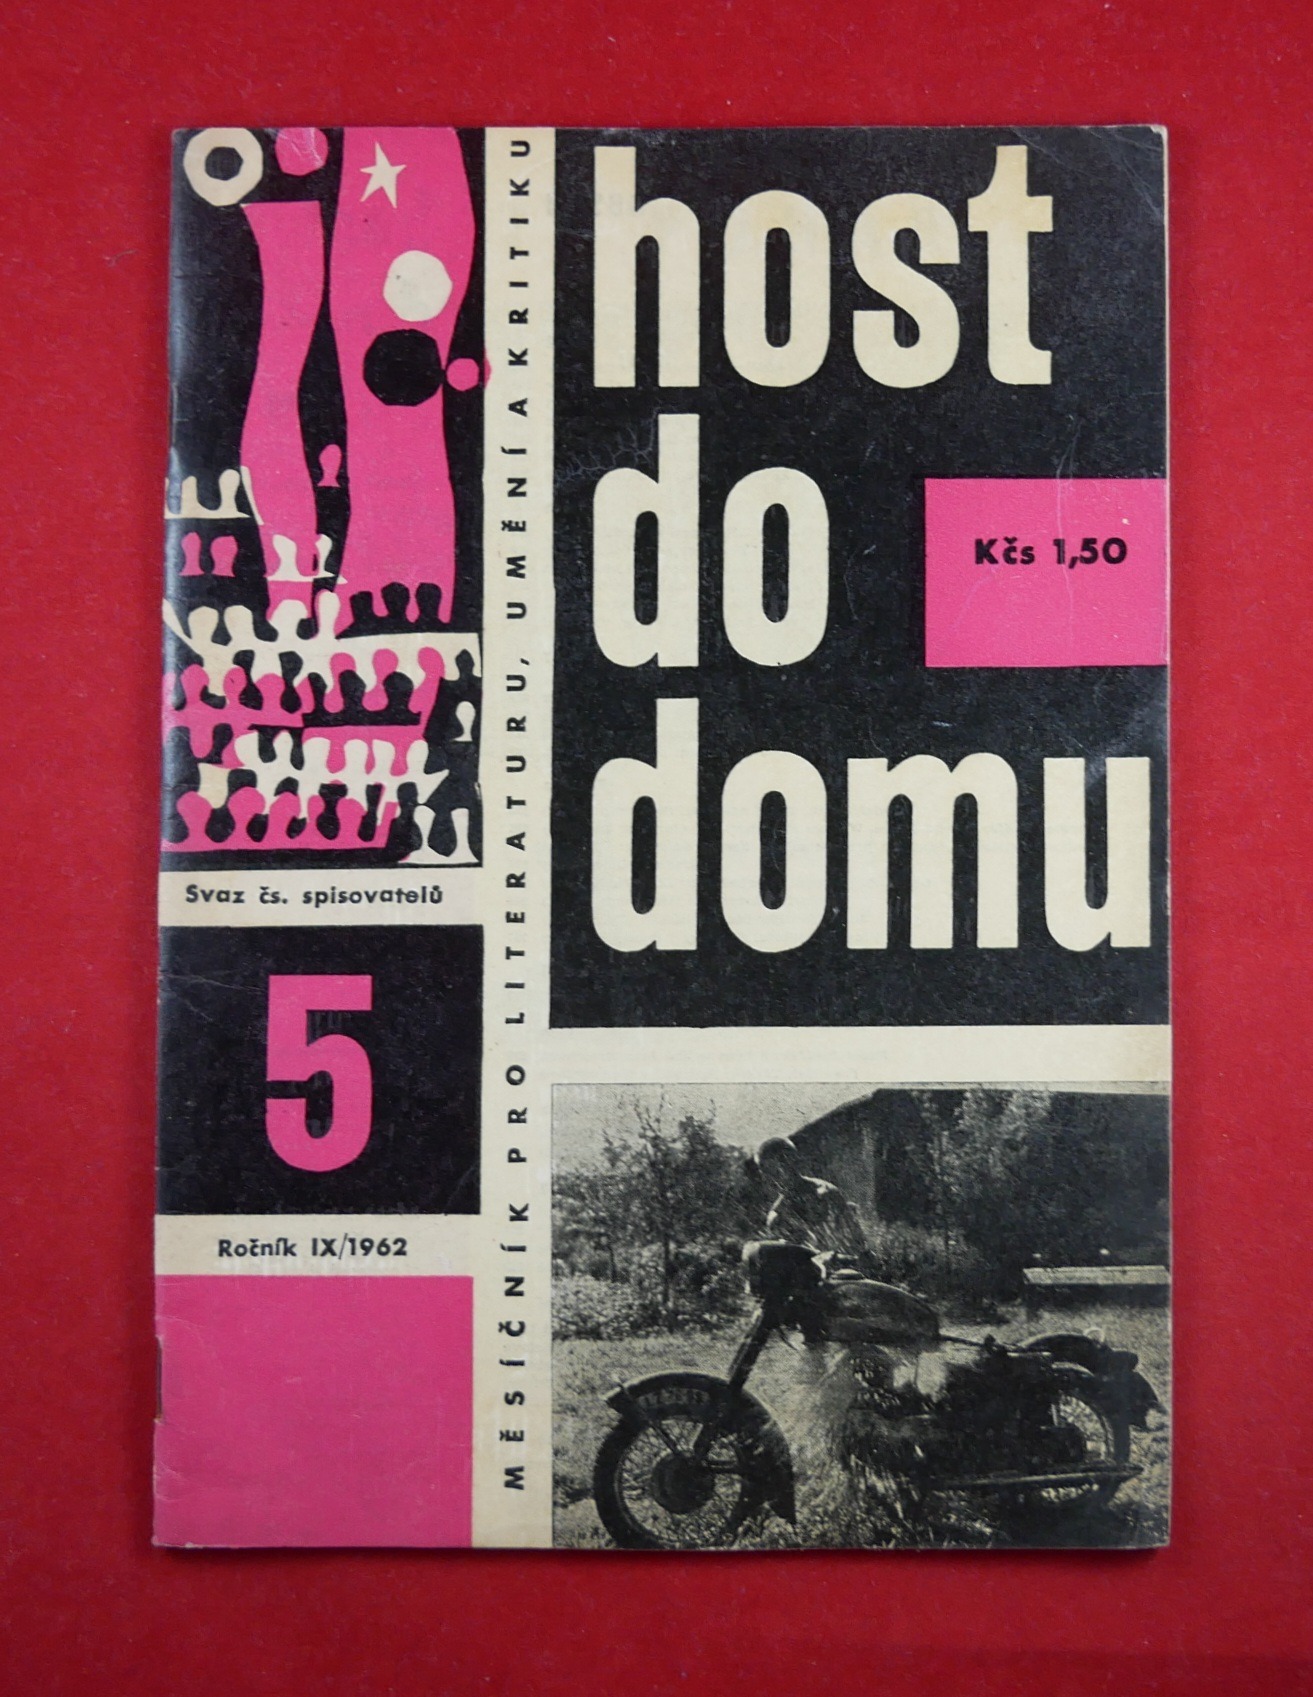 host
do
domu
Kčs 1,50
MĚSÍČNÍK PRO LITERATURU, UMĚNÍ A KRITIKU
Svaz čs. spisovatelů
5
Ročník IX/1962